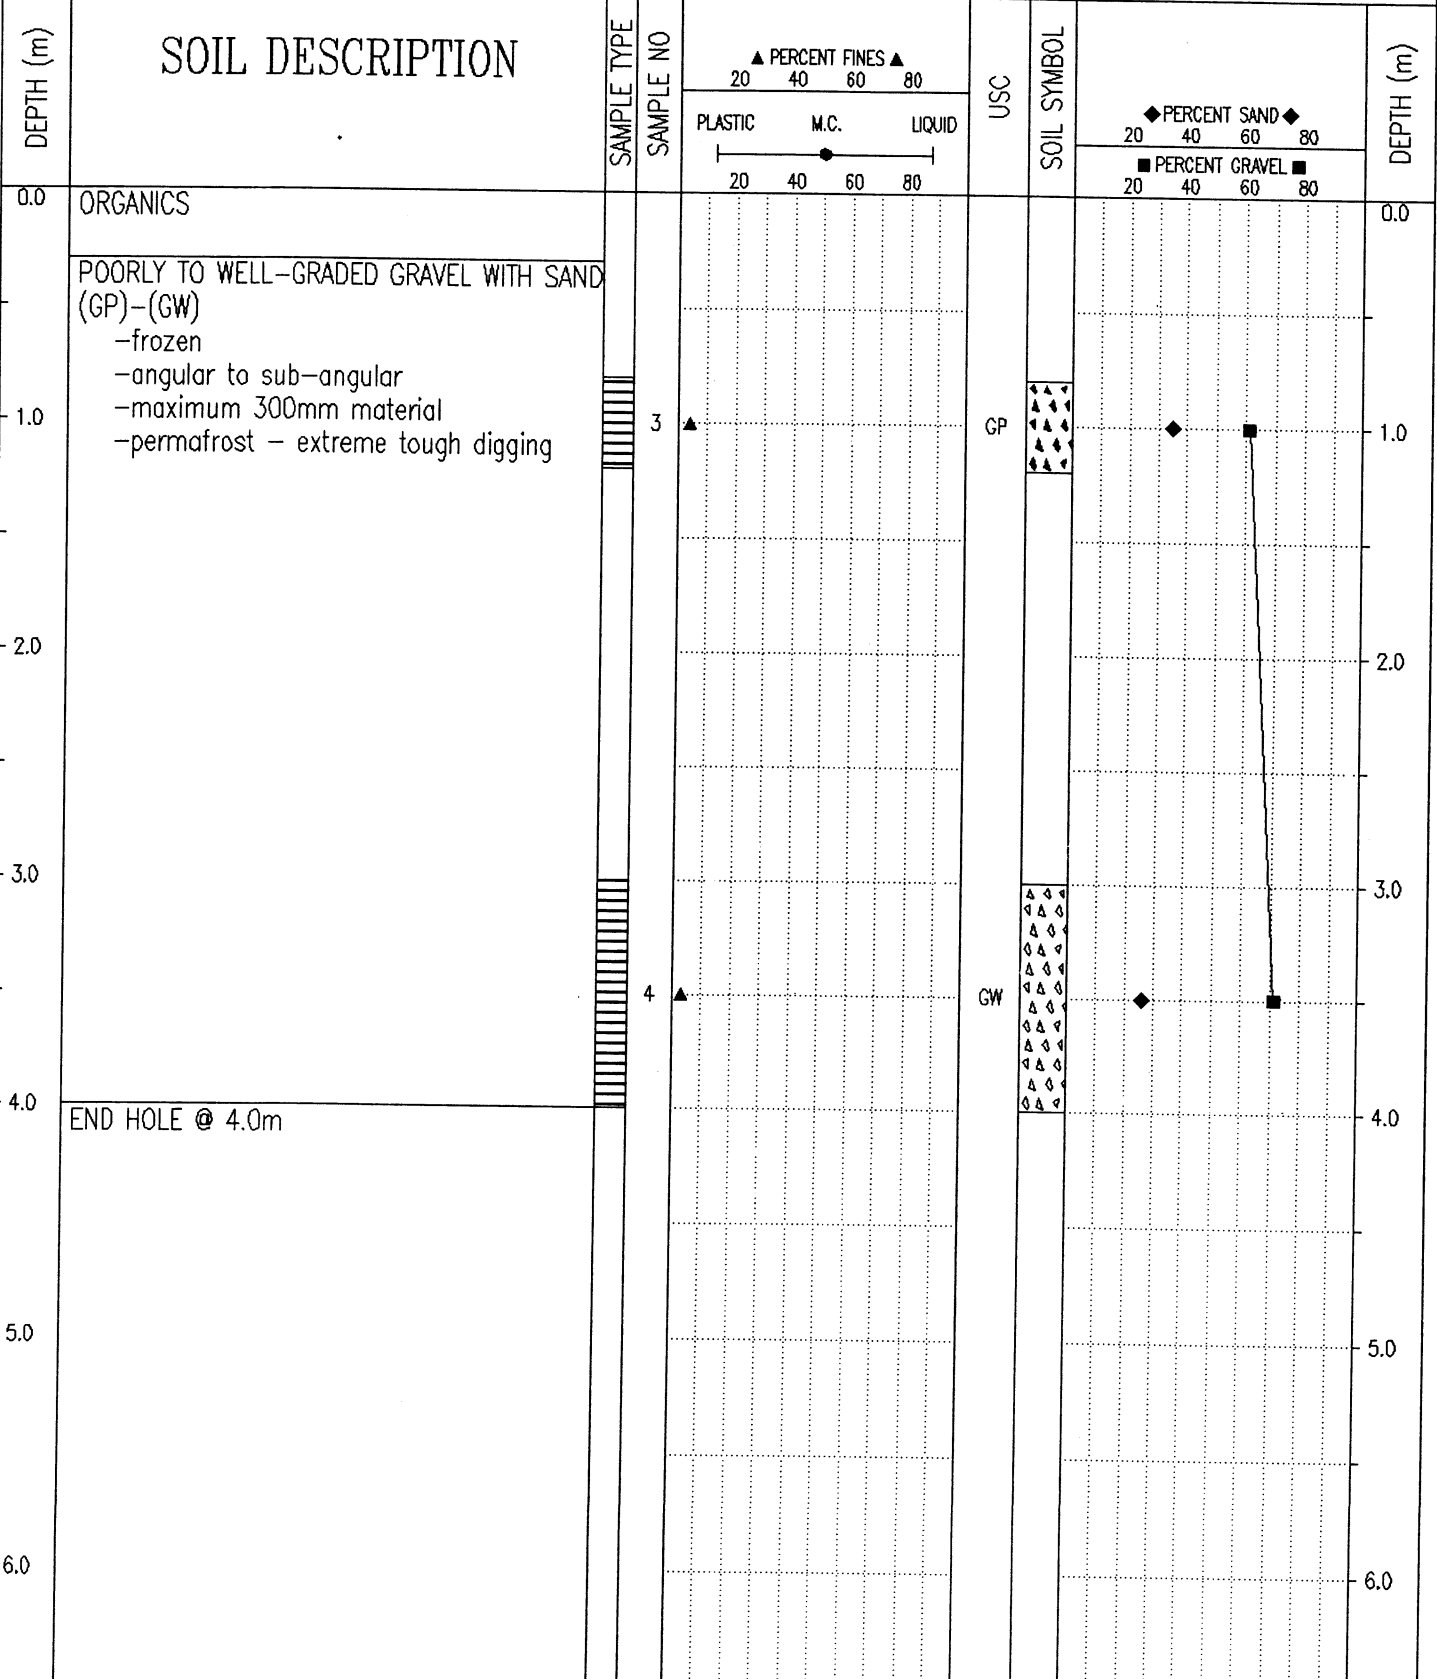 DEPTH (m)
SOIL DESCRIPTION
SAMPLE TYPE
SAMPLE NO
▲ PERCENT FINES ▲
20 40 60 80
PLASTIC M.C. LIQUID
20 40 60 80
USC
SOIL SYMBOL
◆PERCENT SAND◆
20 40 60 80
■ PERCENT GRAVEL ■
20 40 60 80
DEPTH (m)
0.0 ORGANICS 0.0
POORLY TO WELL-GRADED GRAVEL WITH SAND
(GP)-(GW)
-frozen
-angular to sub-angular
-maximum 300mm material
1.0 3 GP 1.0
-permafrost - extreme tough digging
2.0 2.0
3.0 3.0
4 GW
4.0 4.0
END HOLE @ 4.0m
5.0 5.0
6.0 6.0